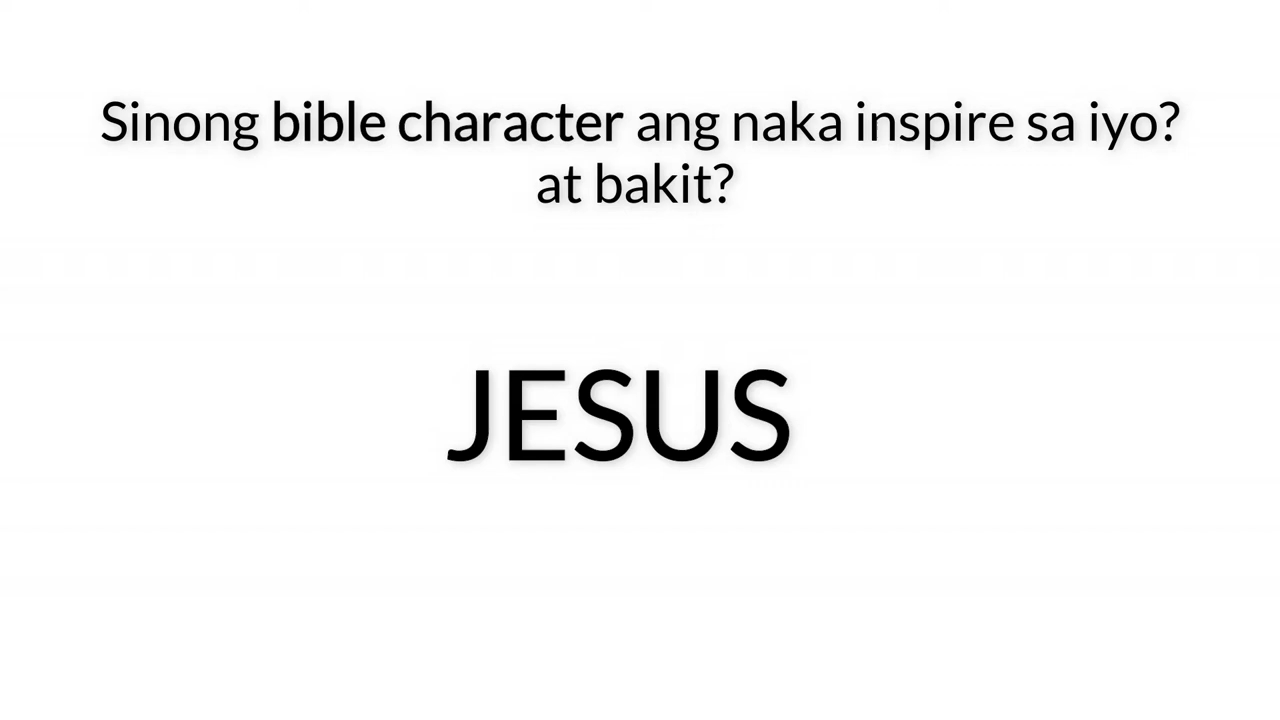 Sinong bible character ang naka inspire sa iyo?
at bakit?
JESUS